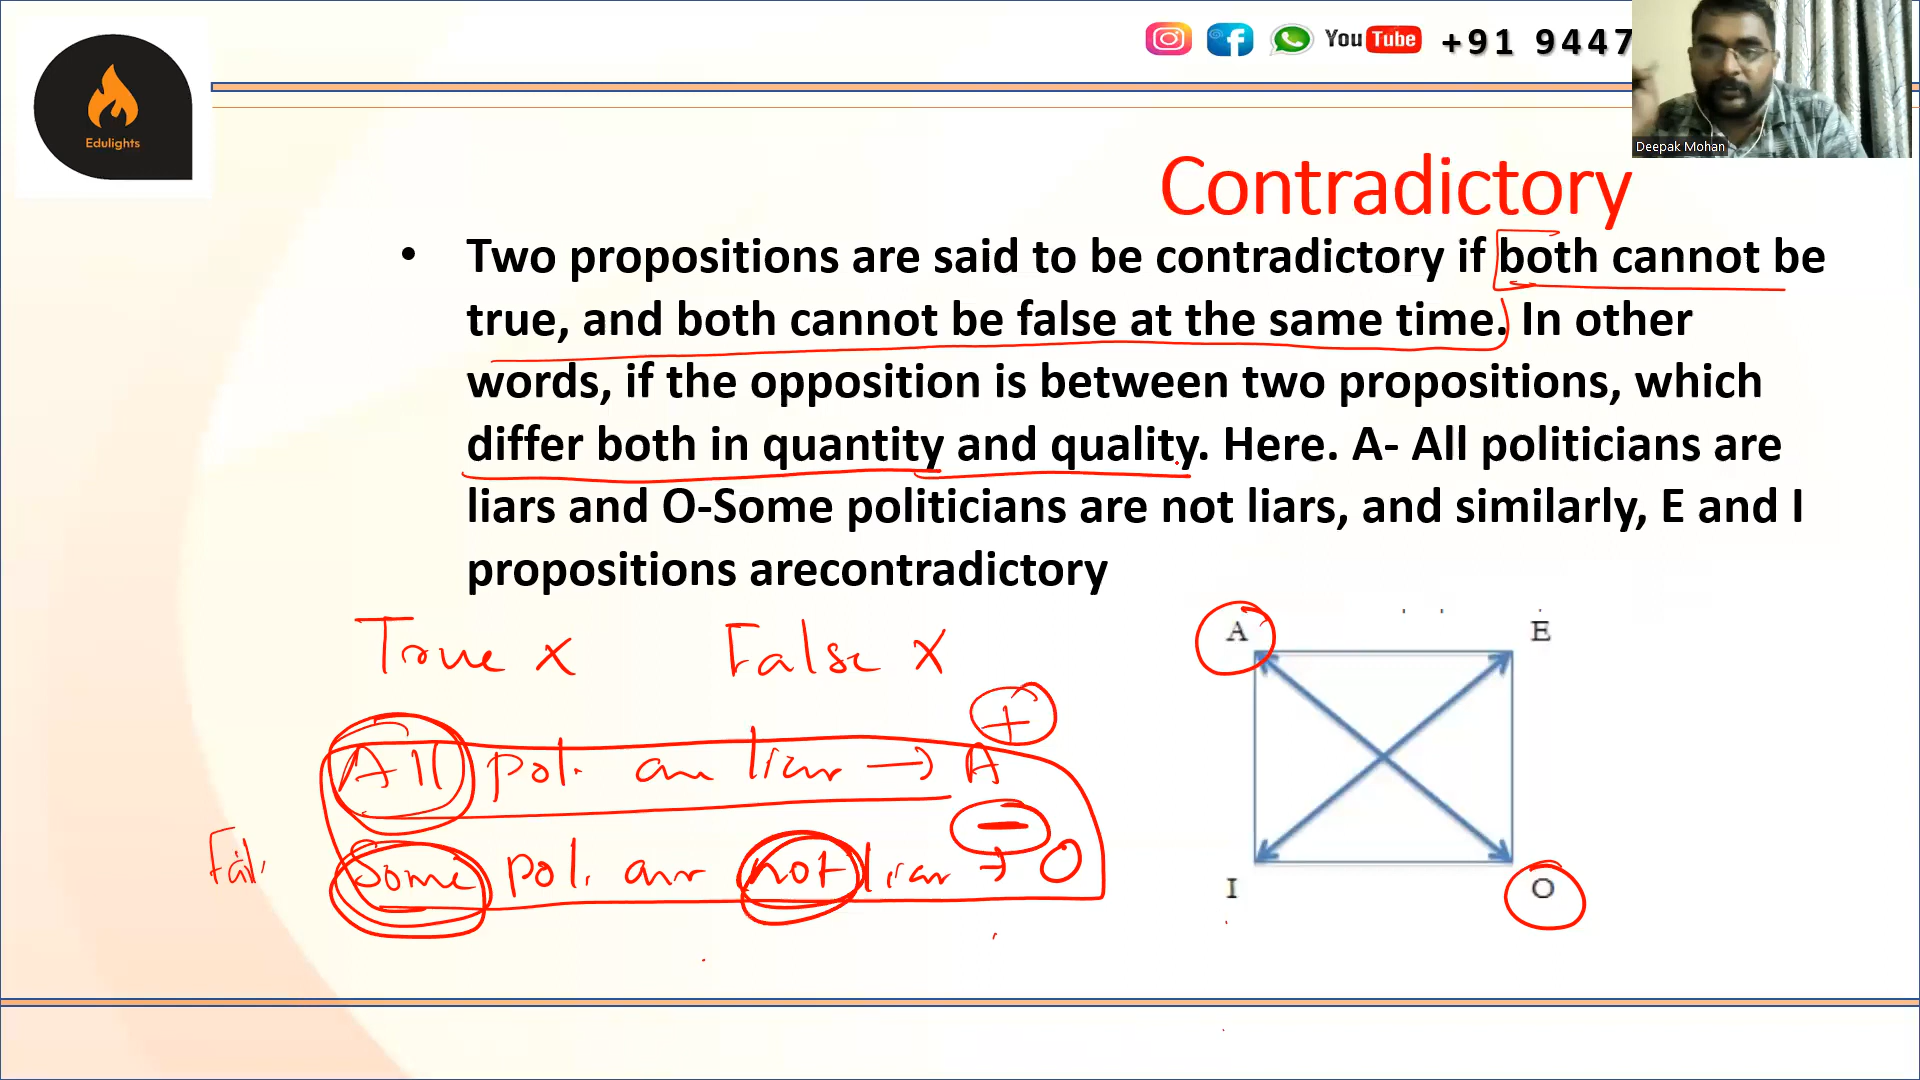 You Tube +91 9447
Edulights
Deepak Mohan
Contradictory
• Two propositions are said to be contradictory if both cannot be
true, and both cannot be false at the same time. In other
words, if the opposition is between two propositions, which
differ both in quantity and quality. Here. A- All politicians are
liars and O-Some politicians are not liars, and similarly, E and I
propositions arecontradictory
True x False x
A E
+
All pol. are liar → A
−
Some pol. are not liar → O
I O